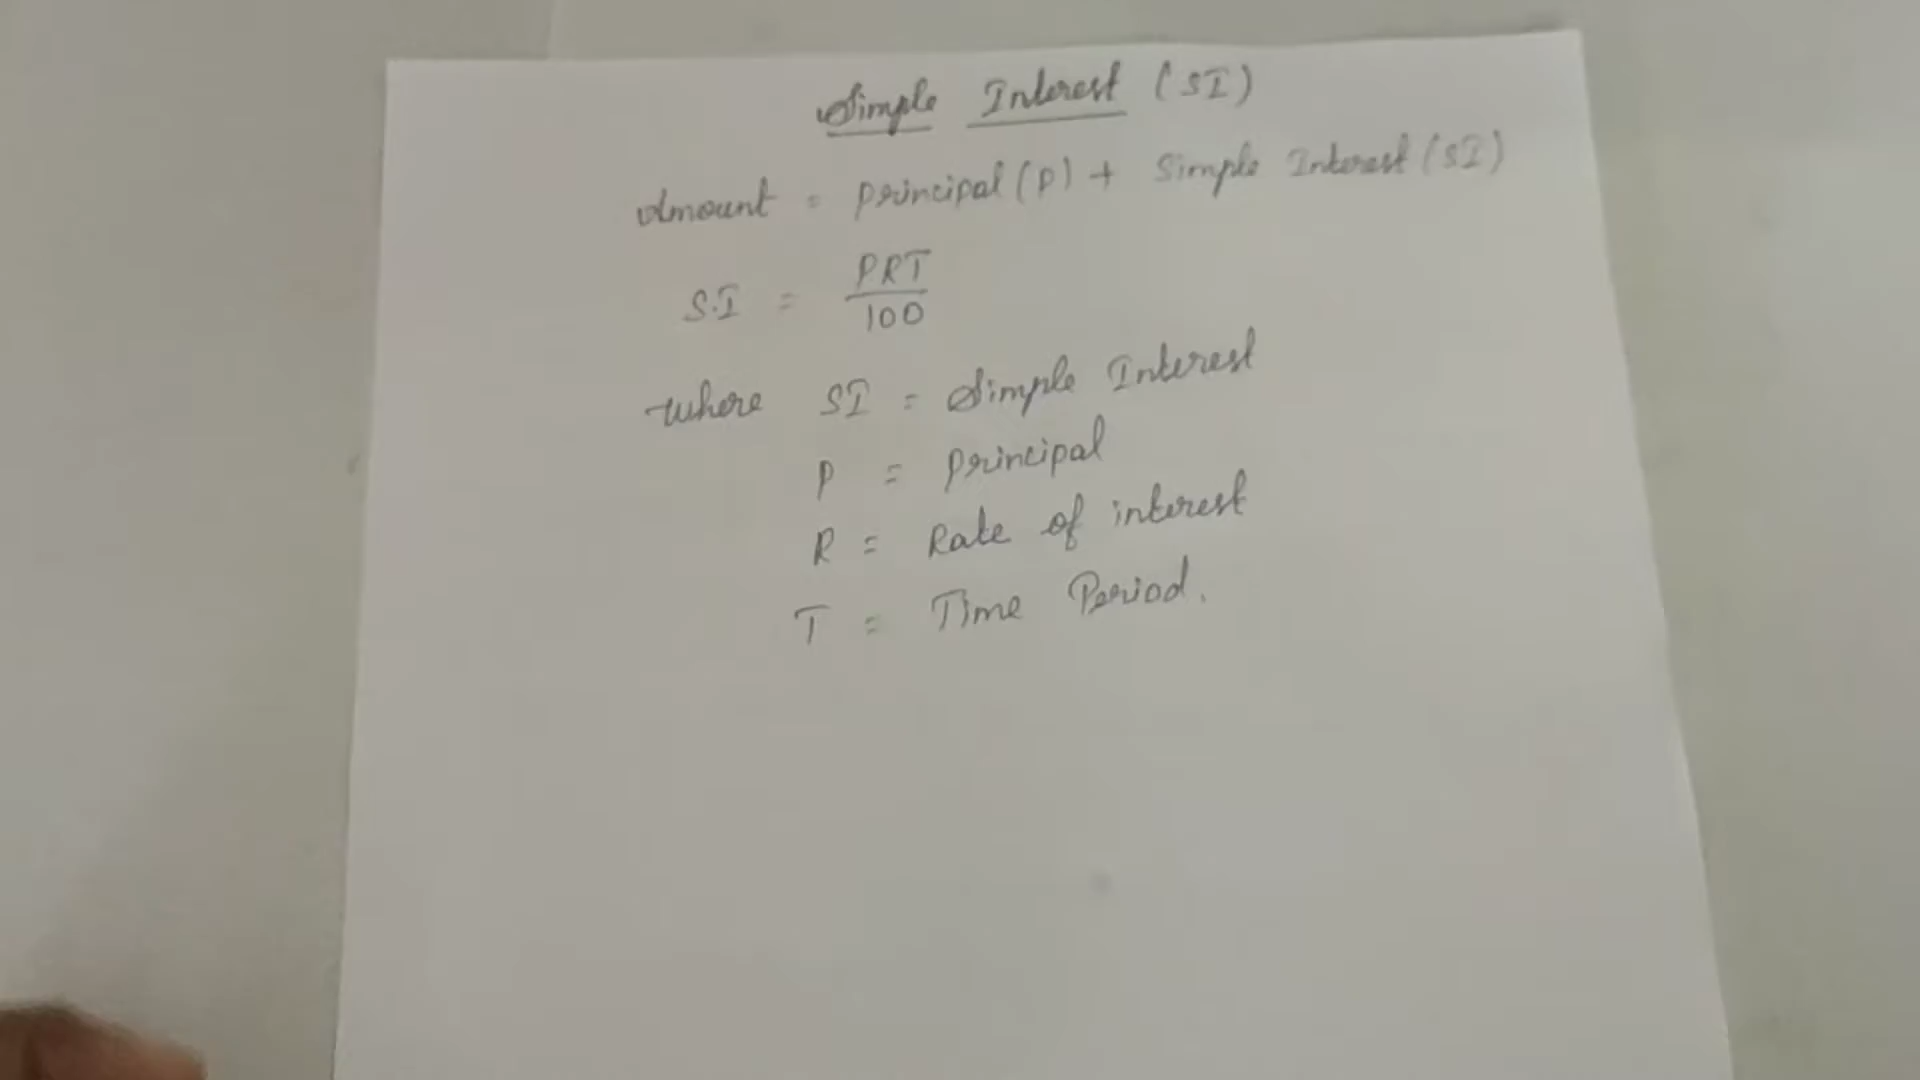 Simple Interest (SI)
Amount = Principal (P) + Simple Interest (SI)
S.I = PRT
100
where SI = Simple Interest
P = Principal
R = Rate of interest
T = Time Period.